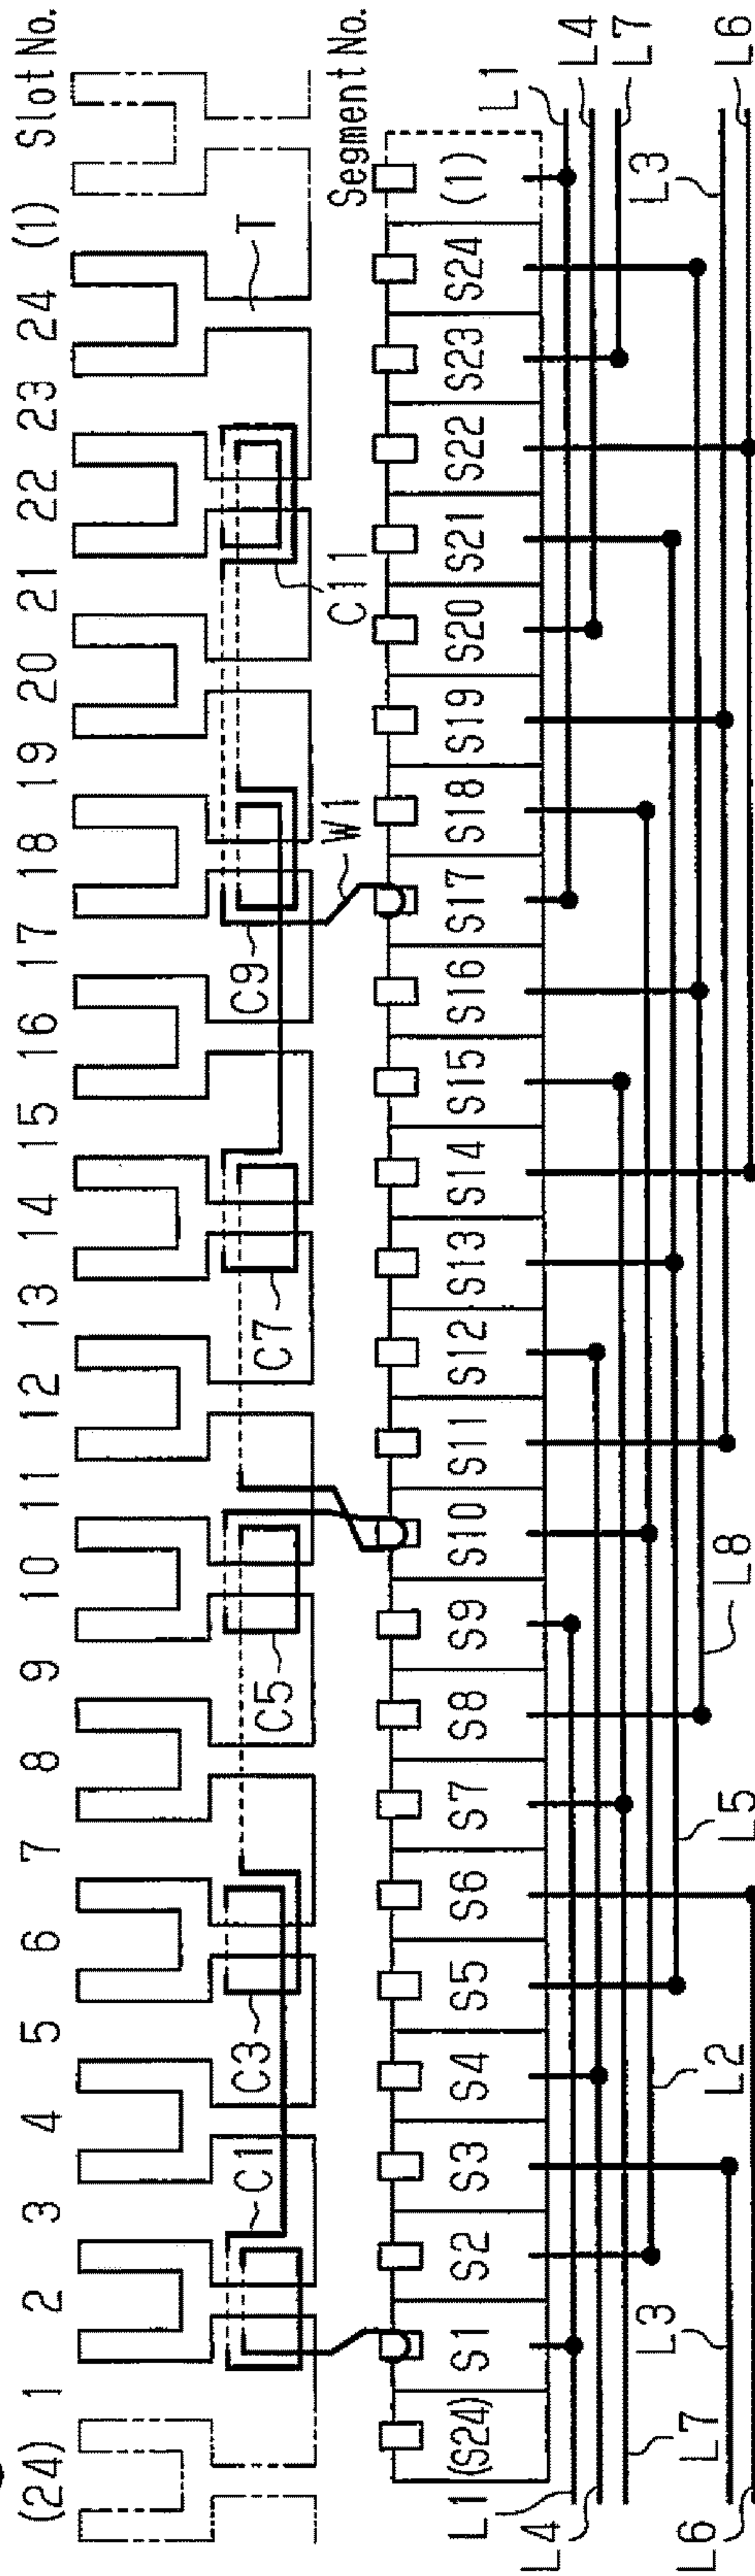 (24) 1 2 3 4 5 6 7 8 9 10 11 12 13 14 15 16 17 18 19 20 21 22 23 24 (1) Slot No.
T
C1 C3 C5 C7 C9 C11
W1
Segment No.
(S24) S1 S2 S3 S4 S5 S6 S7 S8 S9 S10 S11 S12 S13 S14 S15 S16 S17 S18 S19 S20 S21 S22 S23 S24 (1)
L1 L1
L4 L4
L7 L7
L3 L2 L5 L8 L3
L6 L6